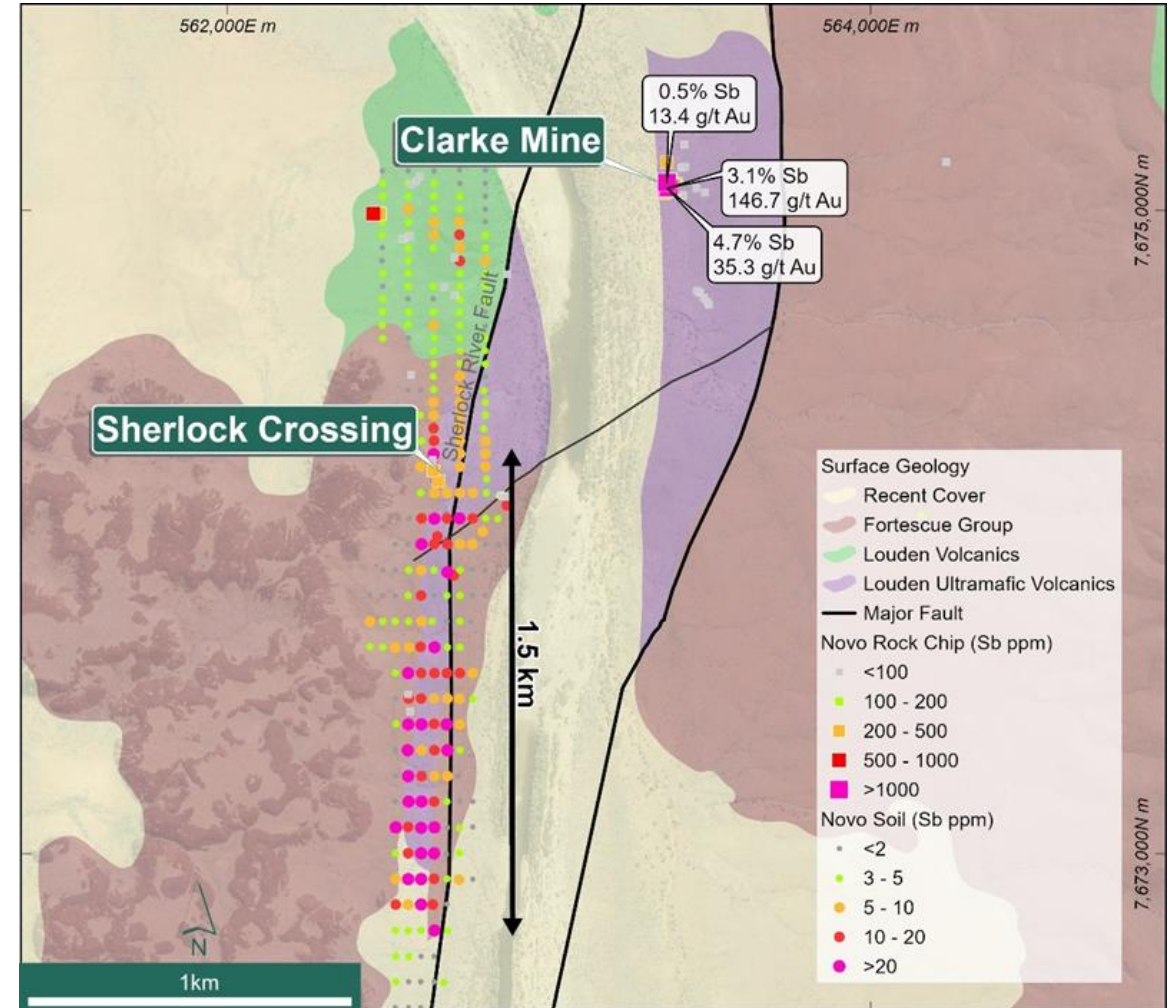 562,000E m
564,000E m
0.5% Sb
13.4 g/t Au
Clarke Mine
3.1% Sb
146.7 g/t Au
7,675,000N m
4.7% Sb
35.3 g/t Au
Sherlock River Fault
Sherlock Crossing
1.5 km
Surface Geology
Recent Cover
Fortescue Group
Louden Volcanics
Louden Ultramafic Volcanics
Major Fault
Novo Rock Chip (Sb ppm)
<100
100 - 200
200 - 500
500 - 1000
>1000
Novo Soil (Sb ppm)
<2
3 - 5
5 - 10
10 - 20
>20
7,673,000N m
N
1km